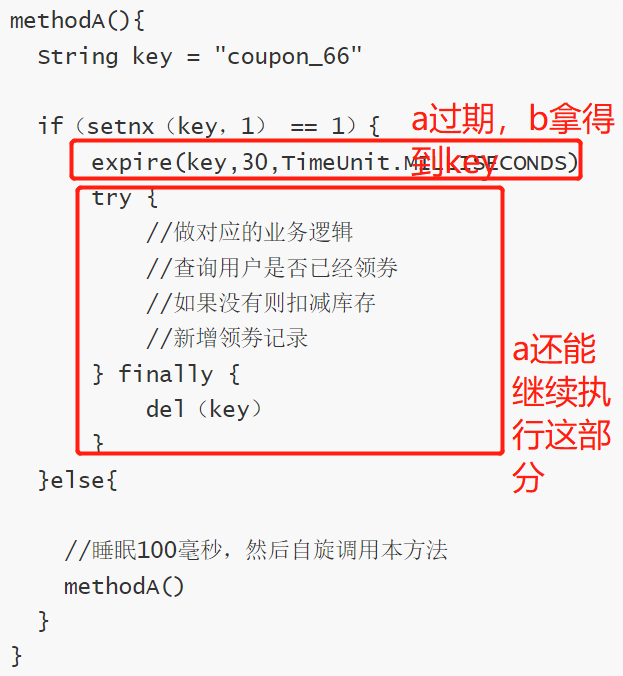 methodA(){
String key = "coupon_66"
if（setnx（key，1） == 1）{
a过期，b拿得到key
expire(key,30,TimeUnit.MILLISECONDS)
try {
//做对应的业务逻辑
//查询用户是否已经领券
//如果没有则扣减库存
//新增领劵记录
} finally {
del（key）
}
a还能
继续执
行这部
分
}else{
//睡眠100毫秒，然后自旋调用本方法
methodA()
}
}